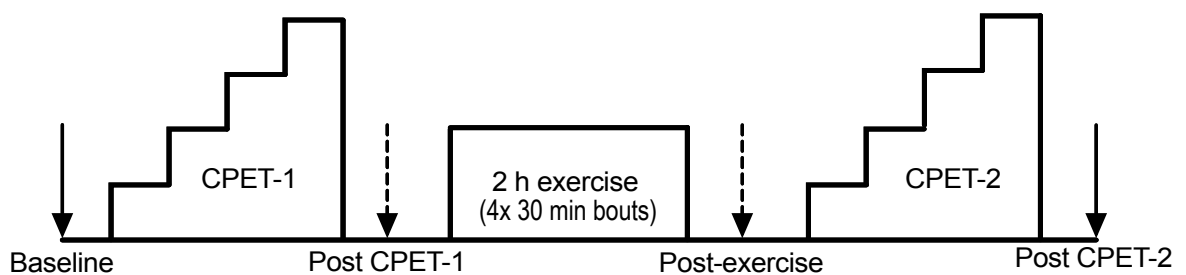 CPET-1
2 h exercise
(4x 30 min bouts)
CPET-2
Baseline
Post CPET-1
Post-exercise
Post CPET-2